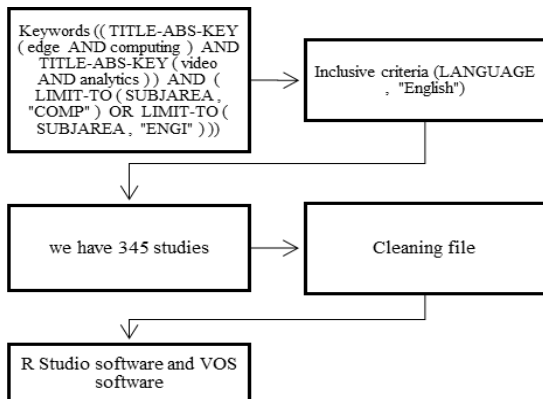 Keywords (( TITLE-ABS-KEY
( edge AND computing ) AND
TITLE-ABS-KEY ( video
AND analytics ) ) AND (
LIMIT-TO ( SUBJAREA ,
"COMP" ) OR LIMIT-TO (
SUBJAREA , "ENGI" ) ))
Inclusive criteria (LANGUAGE
, "English")
we have 345 studies
Cleaning file
R Studio software and VOS
software